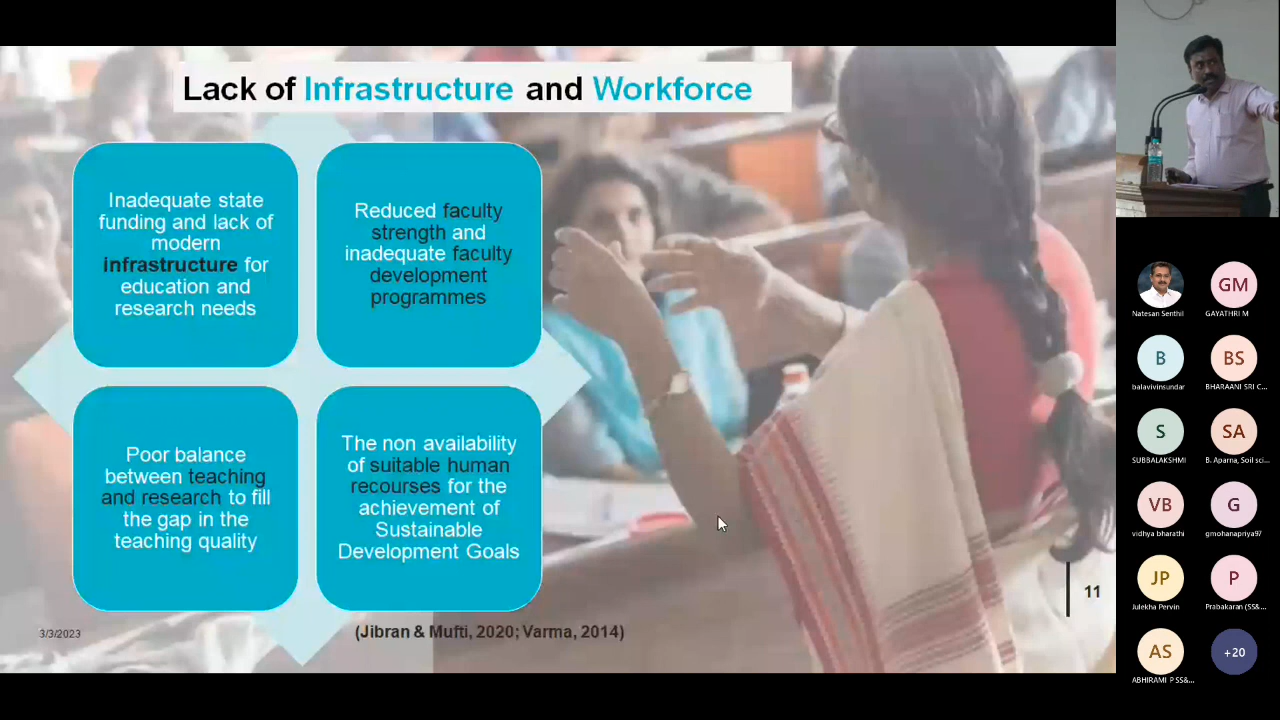 Lack of Infrastructure and Workforce
Inadequate state
funding and lack of
modern
infrastructure for
education and
research needs
Reduced faculty
strength and
inadequate faculty
development
programmes
Poor balance
between teaching
and research to fill
the gap in the
teaching quality
The non availability
of suitable human
recourses for the
achievement of
Sustainable
Development Goals
3/3/2023
(Jibran & Mufti, 2020; Varma, 2014)
11
Natesan Senthil
GM
GAYATHRI M
B
balavivinsundar
BS
BHARAANI SRI C...
S
SUBBALAKSHMI
SA
B. Aparna, Soil sci...
VB
vidhya bharathi
G
gmohanapriya97
JP
Julekha Pervin
P
Prabakaran (SS&...
AS
ABHIRAMI P SS&...
+20